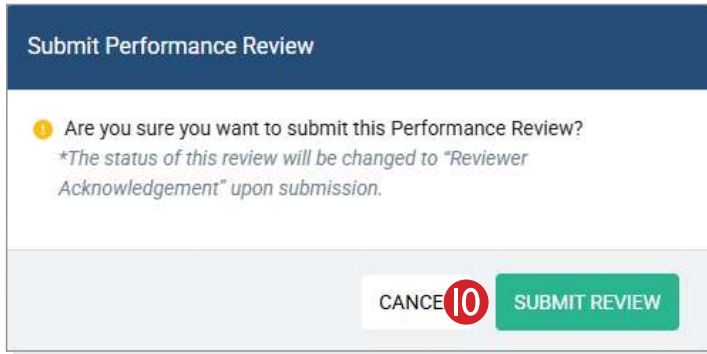 Submit Performance Review
Are you sure you want to submit this Performance Review?
*The status of this review will be changed to “Reviewer
Acknowledgement” upon submission.
CANCE 10 SUBMIT REVIEW